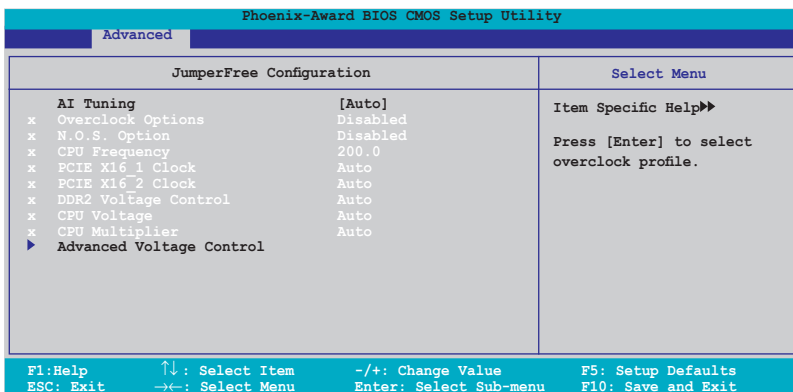 Phoenix-Award BIOS CMOS Setup Utility
Advanced
JumperFree Configuration
Select Menu
AI Tuning [Auto]
x Overclock Options Disabled
x N.O.S. Option Disabled
x CPU Frequency 200.0
x PCIE X16_1 Clock Auto
x PCIE X16_2 Clock Auto
x DDR2 Voltage Control Auto
x CPU Voltage Auto
x CPU Multiplier Auto
Advanced Voltage Control
Item Specific Help
Press [Enter] to select
overclock profile.
F1:Help ↑↓ : Select Item -/+: Change Value F5: Setup Defaults
ESC: Exit →←: Select Menu Enter: Select Sub-menu F10: Save and Exit